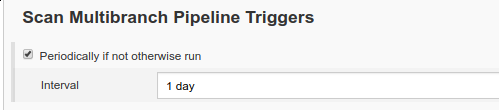 Scan Multibranch Pipeline Triggers
Periodically if not otherwise run
Interval
1 day